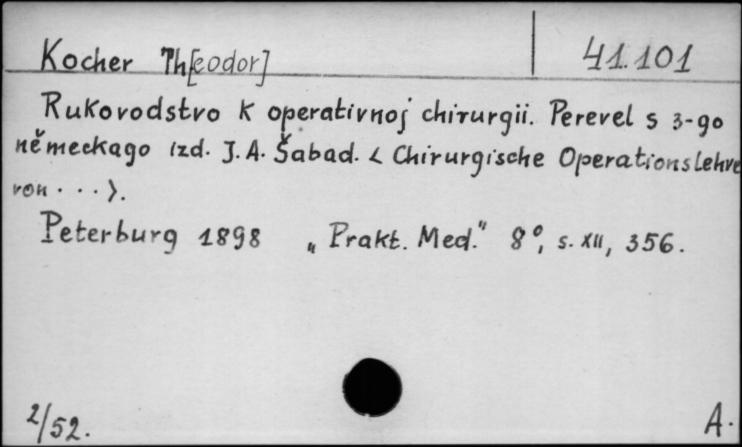 Kocher Th[eodor] 41.101
Rukovodstvo k operativnoj chirurgii. Perevel s 3-go
německago izd. J. A. Šabad. < Chirurgische Operationslehre
von . . . >.
Peterburg 1898 „Prakt. Med.“ 8°, s. XII, 356.
2/52. A.